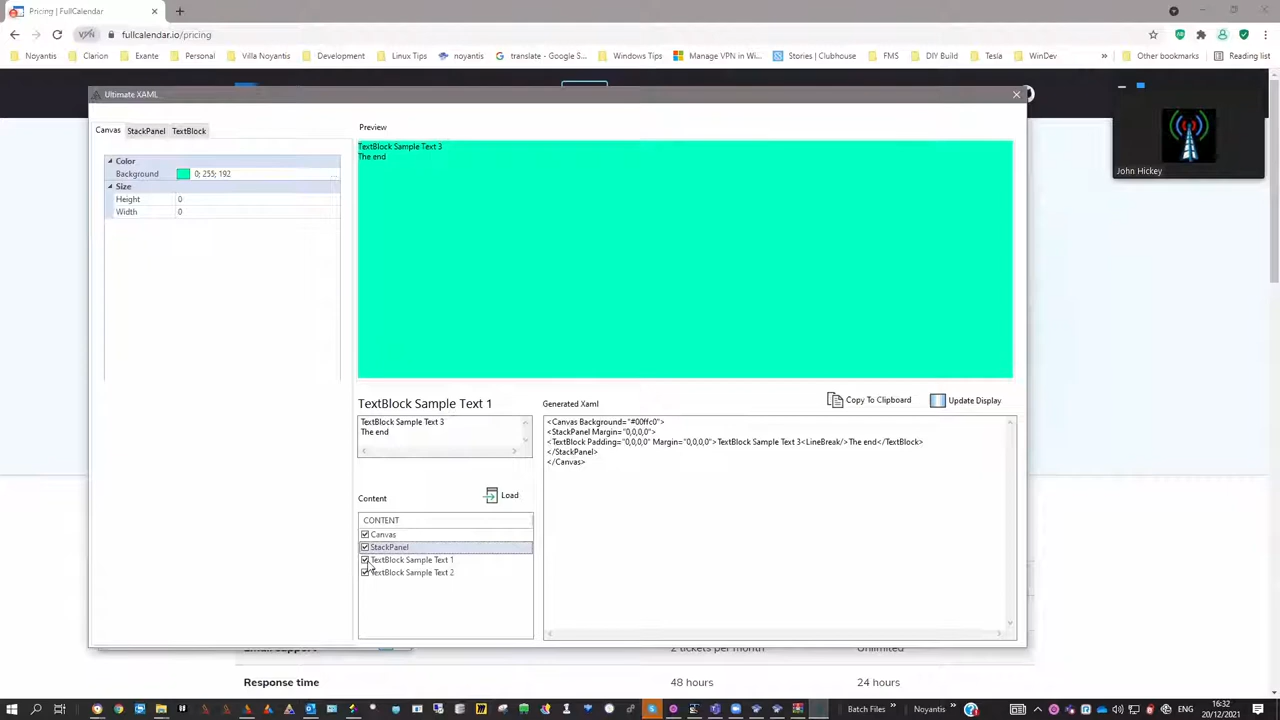 Pricing | FullCalendar
VPN
fullcalendar.io/pricing
Noyantis
Clarion
Exante
Personal
Villa Noyantis
Development
Linux Tips
noyantis
translate - Google S...
Windows Tips
Manage VPN in Wi...
Stories | Clubhouse
FMS
DIY Build
Tesla
WinDev
»
Other bookmarks
Reading list
Ultimate XAML
Canvas
StackPanel
TextBlock
Preview
Color
Background
0; 255; 192
...
Size
Height
0
Width
0
TextBlock Sample Text 3
The end
John Hickey
TextBlock Sample Text 1
Generated Xaml
Copy To Clipboard
Update Display
TextBlock Sample Text 3
The end
<Canvas Background="#00ffc0">
<StackPanel Margin="0,0,0,0">
<TextBlock Padding="0,0,0,0" Margin="0,0,0,0">TextBlock Sample Text 3<LineBreak/>The end</TextBlock>
</StackPanel>
</Canvas>
Content
Load
CONTENT
Canvas
StackPanel
TextBlock Sample Text 1
TextBlock Sample Text 2
Email support
2 tickets per month
Unlimited
Response time
48 hours
24 hours
Batch Files
»
Noyantis
»
ENG
16:32
20/12/2021